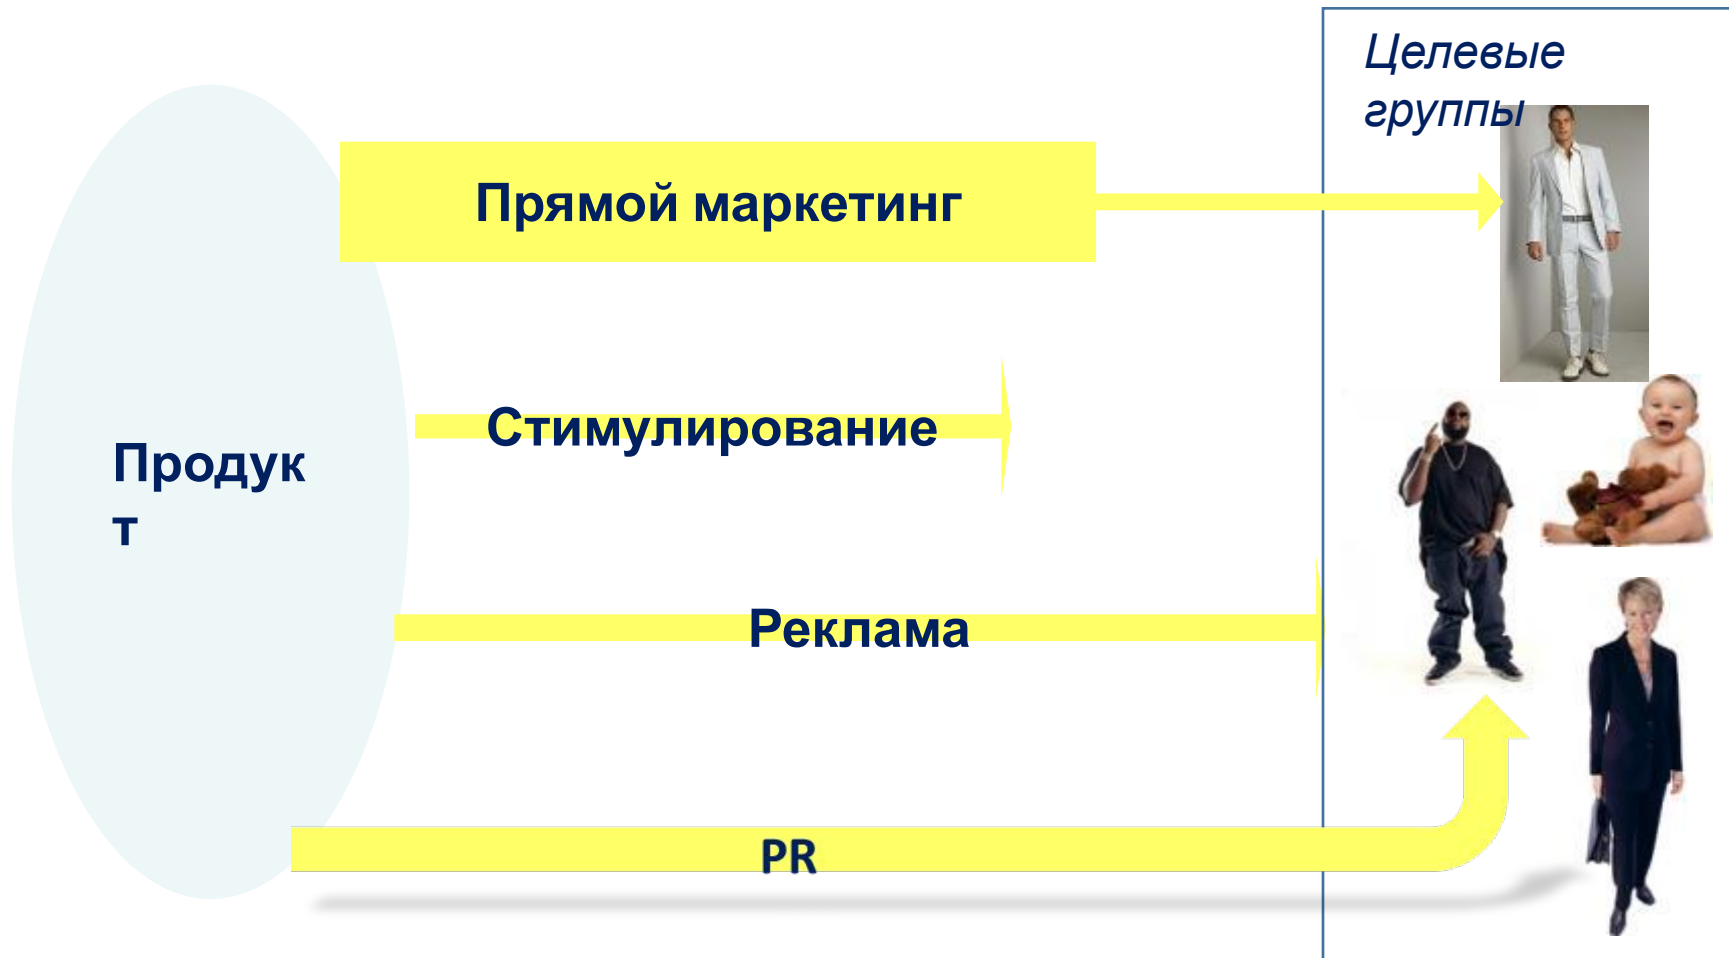 Целевые
группы
Прямой маркетинг
Стимулирование
Продук
т
Реклама
PR